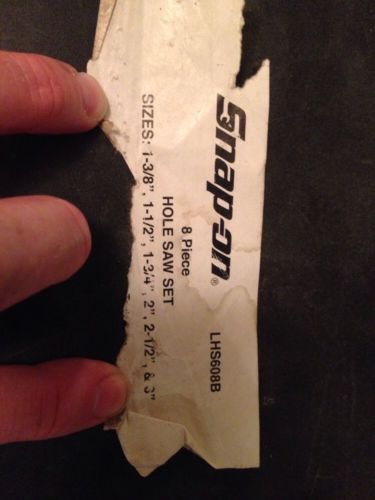 Snap-on®
LHS608B
8 Piece
HOLE SAW SET
SIZES: 1-3/8", 1-1/2", 1-3/4", 2", 2-1/2", & 3"